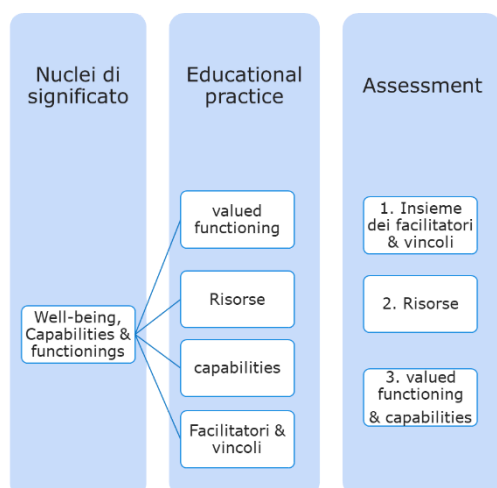 Nuclei di
significato
Educational
practice
Assessment
Well-being,
Capabilities &
functionings
valued
functioning
Risorse
capabilities
Facilitatori &
vincoli
1. Insieme
dei facilitatori
& vincoli
2. Risorse
3. valued
functioning
& capabilities